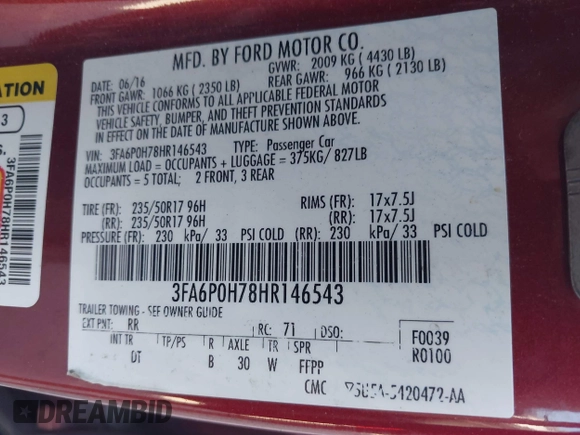 MFD. BY FORD MOTOR CO.
DATE: 06/16
GVWR: 2009 KG (4430 LB)
FRONT GAWR: 1066 KG (2350 LB)
REAR GAWR: 966 KG (2130 LB)
THIS VEHICLE CONFORMS TO ALL APPLICABLE FEDERAL MOTOR
VEHICLE SAFETY, BUMPER, AND THEFT PREVENTION STANDARDS
IN EFFECT ON THE DATE OF MANUFACTURE SHOWN ABOVE.
VIN: 3FA6P0H78HR146543 TYPE: Passenger Car
MAXIMUM LOAD = OCCUPANTS + LUGGAGE = 375KG/ 827LB
OCCUPANTS = 5 TOTAL; 2 FRONT, 3 REAR
TIRE (FR): 235/50R17 96H RIMS (FR): 17x7.5J
(RR): 235/50R17 96H (RR): 17x7.5J
PRESSURE (FR): 230 kPa/ 33 PSI COLD (RR): 230 kPa/ 33 PSI COLD
3FA6P0H78HR146543
TRAILER TOWING - SEE OWNER GUIDE
EXT PNT: RR RC: 71 DSO:
F0039
R0100
INT TR TP/PS R AXLE TR SPR
DT B 30 W FFPP
CMC
ATION
3
3FA6P0H78HR146543
DREAMBID